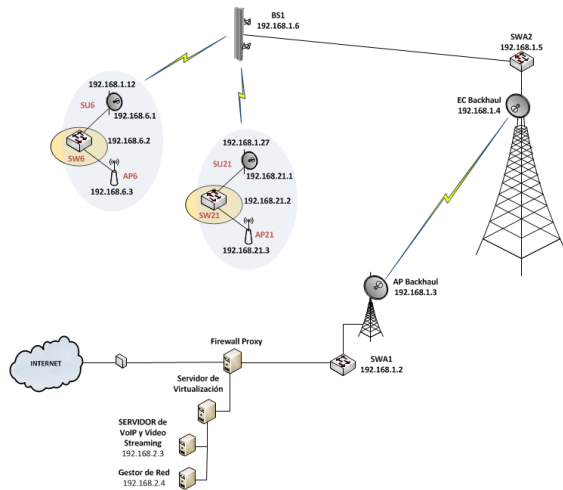 BS1
192.168.1.6
SWA2
192.168.1.5
EC Backhaul
192.168.1.4
192.168.1.12
SU6
192.168.6.1
192.168.6.2
SW6
AP6
192.168.6.3
192.168.1.27
SU21
192.168.21.1
192.168.21.2
SW21
AP21
192.168.21.3
AP Backhaul
192.168.1.3
SWA1
192.168.1.2
Firewall Proxy
INTERNET
Servidor de
Virtualización
SERVIDOR de
VoIP y Video
Streaming
192.168.2.3
Gestor de Red
192.168.2.4